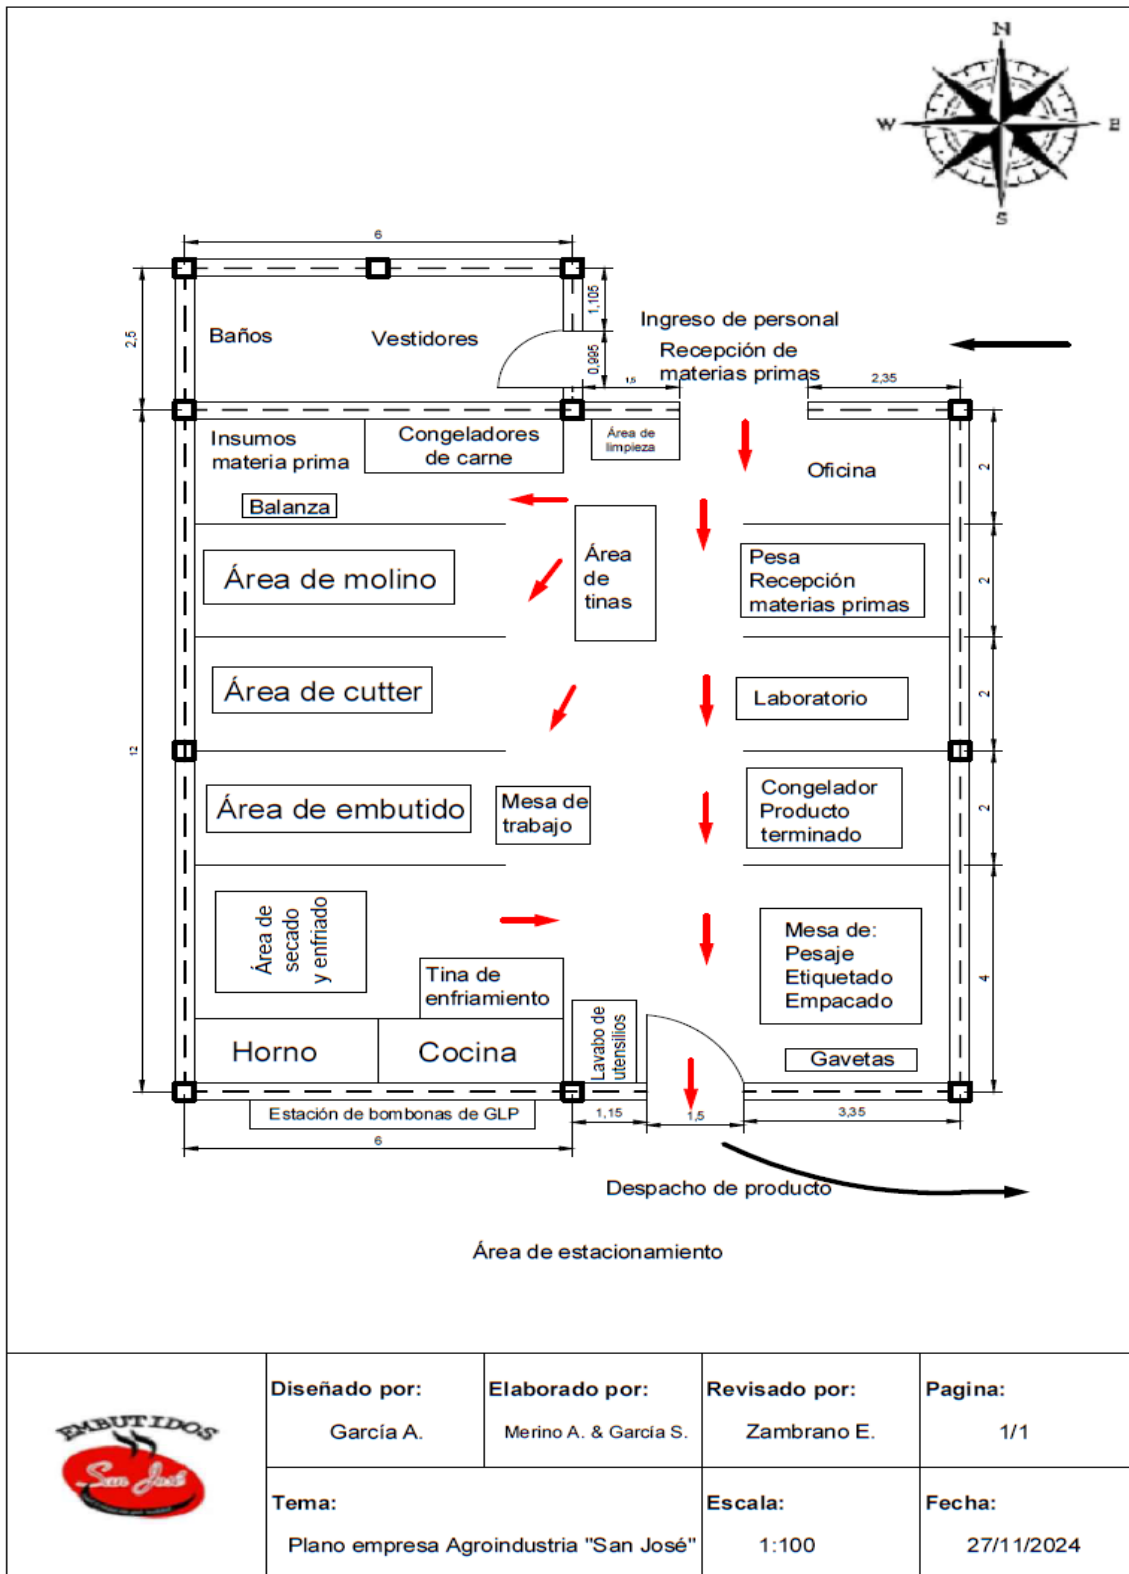 N
W
E
S
6
2,5
1,105
0,995
Baños
Vestidores
Ingreso de personal
Recepción de
materias primas
1,5
2,35
Insumos
materia prima
Congeladores
de carne
Área de
limpieza
Oficina
2
Balanza
Área de molino
Área
de
tinas
Pesa
Recepción
materias primas
2
Área de cutter
Laboratorio
2
12
Área de embutido
Mesa de
trabajo
Congelador
Producto
terminado
2
Área de
secado
y enfriado
Mesa de:
Pesaje
Etiquetado
Empacado
4
Tina de
enfriamiento
Horno
Cocina
Lavabo de
utensilios
Gavetas
Estación de bombonas de GLP
1,15
1,5
3,35
6
Despacho de producto
Área de estacionamiento
EMBUTIDOS
San José
Diseñado por:
García A.
Elaborado por:
Merino A. & García S.
Revisado por:
Zambrano E.
Pagina:
1/1
Tema:
Plano empresa Agroindustria "San José"
Escala:
1:100
Fecha:
27/11/2024